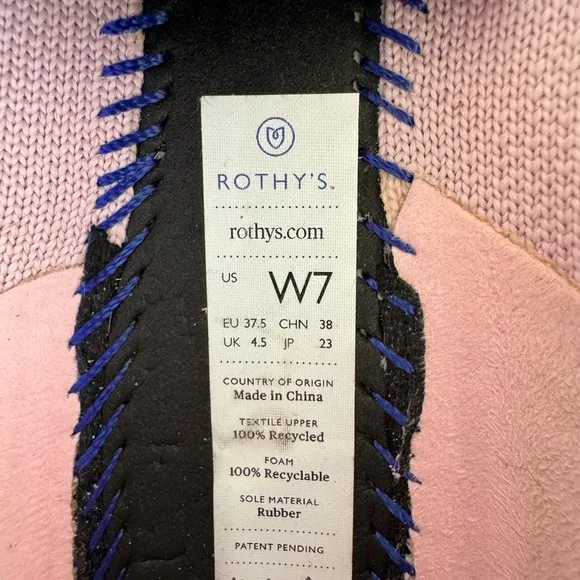 ROTHY'S™
rothys.com
US W7
EU 37.5 CHN 38
UK 4.5 JP 23
COUNTRY OF ORIGIN
Made in China
TEXTILE UPPER
100% Recycled
FOAM
100% Recyclable
SOLE MATERIAL
Rubber
PATENT PENDING